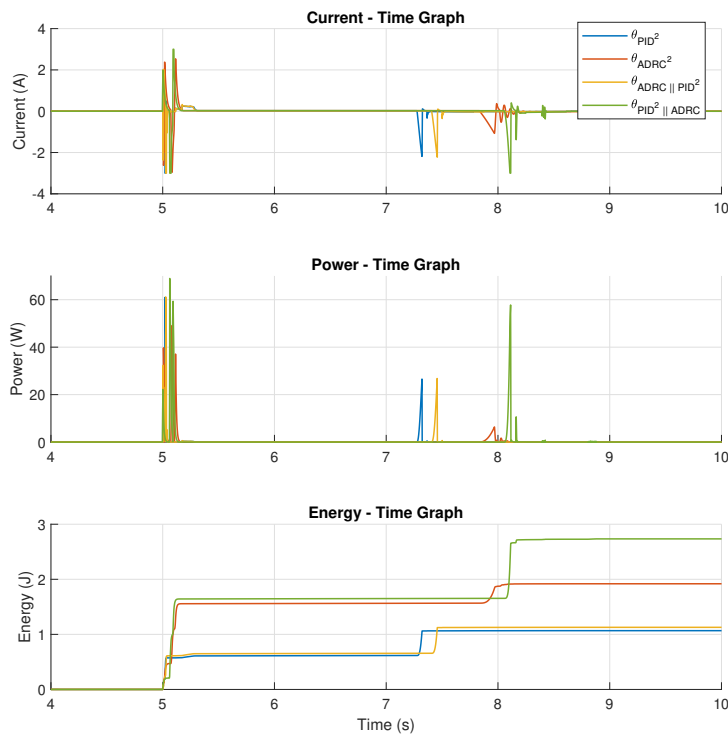 Current - Time Graph
4
2
0
-2
-4
Current (A)
4 5 6 7 8 9 10
θPID²
θADRC²
θADRC || PID²
θPID² || ADRC
Power - Time Graph
60
40
20
0
Power (W)
4 5 6 7 8 9 10
Energy - Time Graph
3
2
1
0
Energy (J)
4 5 6 7 8 9 10
Time (s)